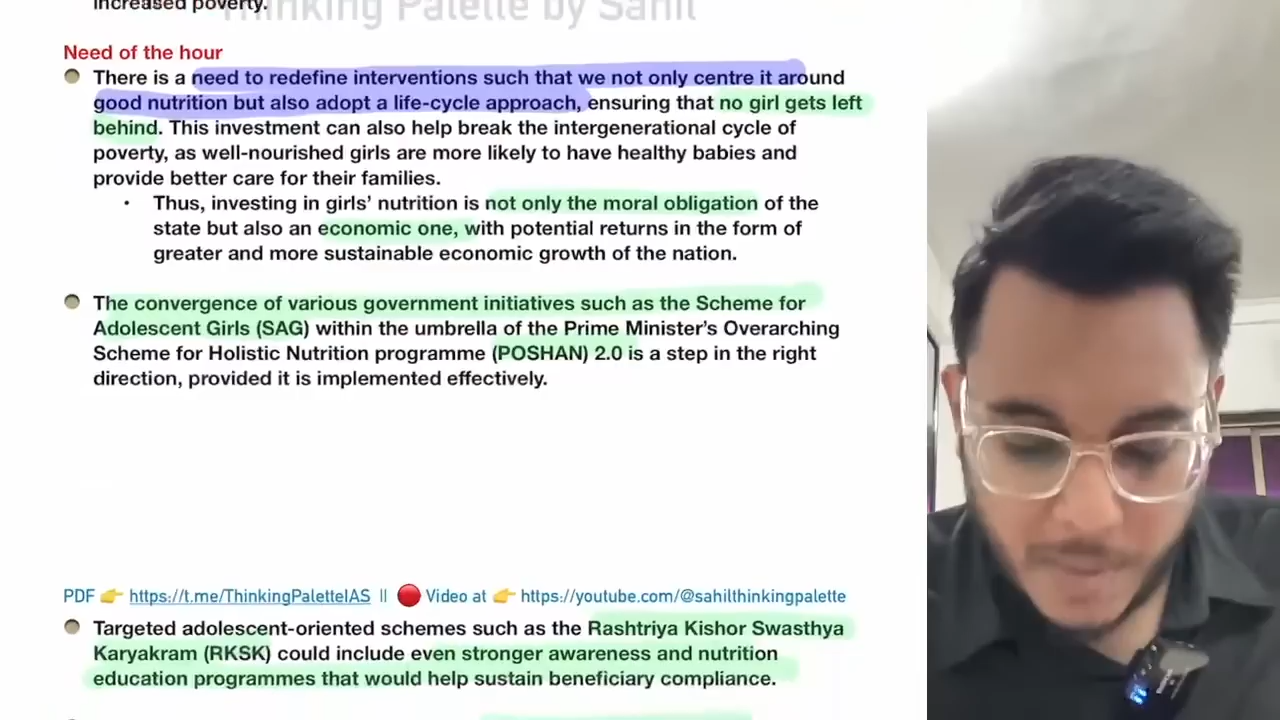 increased poverty.
Thinking Palette by Sahil
Need of the hour
There is a need to redefine interventions such that we not only centre it around
good nutrition but also adopt a life-cycle approach, ensuring that no girl gets left
behind. This investment can also help break the intergenerational cycle of
poverty, as well-nourished girls are more likely to have healthy babies and
provide better care for their families.
• Thus, investing in girls’ nutrition is not only the moral obligation of the
state but also an economic one, with potential returns in the form of
greater and more sustainable economic growth of the nation.
The convergence of various government initiatives such as the Scheme for
Adolescent Girls (SAG) within the umbrella of the Prime Minister’s Overarching
Scheme for Holistic Nutrition programme (POSHAN) 2.0 is a step in the right
direction, provided it is implemented effectively.
PDF 👉 https://t.me/ThinkingPaletteIAS || 🔴 Video at 👉 https://youtube.com/@sahilthinkingpalette
Targeted adolescent-oriented schemes such as the Rashtriya Kishor Swasthya
Karyakram (RKSK) could include even stronger awareness and nutrition
education programmes that would help sustain beneficiary compliance.